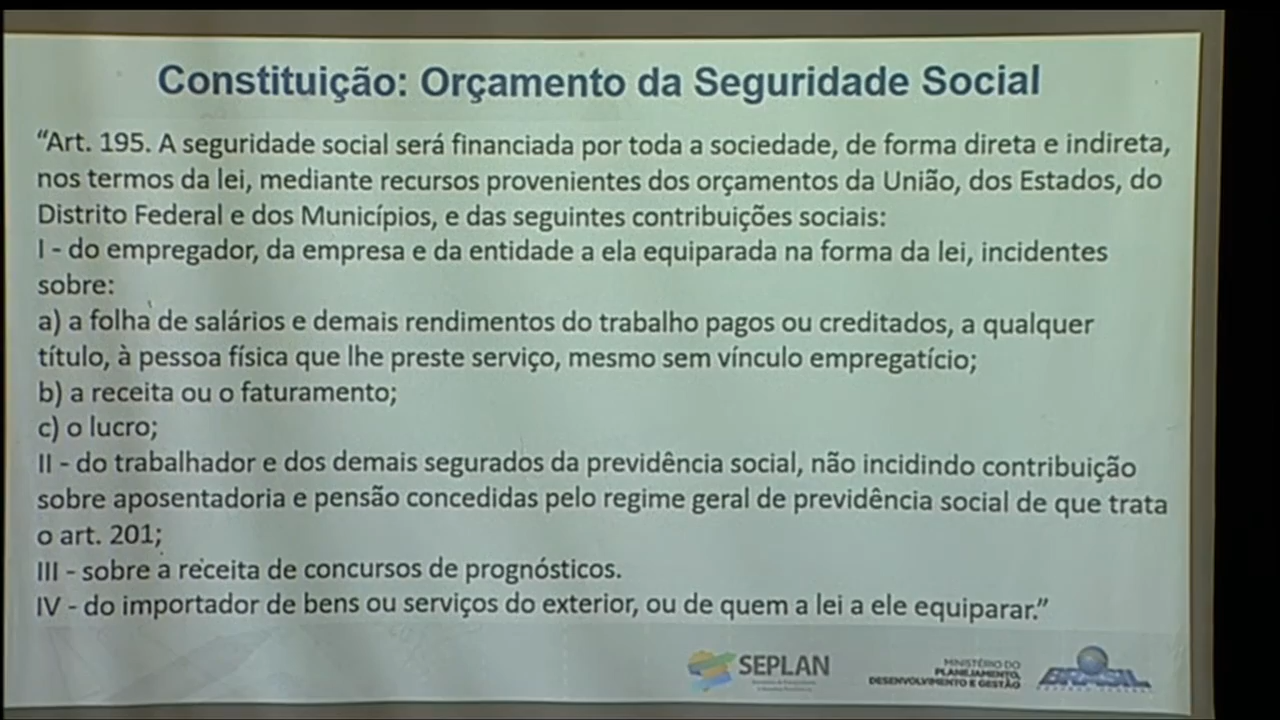 Constituição: Orçamento da Seguridade Social
“Art. 195. A seguridade social será financiada por toda a sociedade, de forma direta e indireta,
nos termos da lei, mediante recursos provenientes dos orçamentos da União, dos Estados, do
Distrito Federal e dos Municípios, e das seguintes contribuições sociais:
I - do empregador, da empresa e da entidade a ela equiparada na forma da lei, incidentes
sobre:
a) a folha de salários e demais rendimentos do trabalho pagos ou creditados, a qualquer
título, à pessoa física que lhe preste serviço, mesmo sem vínculo empregatício;
b) a receita ou o faturamento;
c) o lucro;
II - do trabalhador e dos demais segurados da previdência social, não incidindo contribuição
sobre aposentadoria e pensão concedidas pelo regime geral de previdência social de que trata
o art. 201;
III - sobre a receita de concursos de prognósticos.
IV - do importador de bens ou serviços do exterior, ou de quem a lei a ele equiparar.”
SEPLAN
MINISTÉRIO DO
PLANEJAMENTO,
DESENVOLVIMENTO E GESTÃO
BRASIL